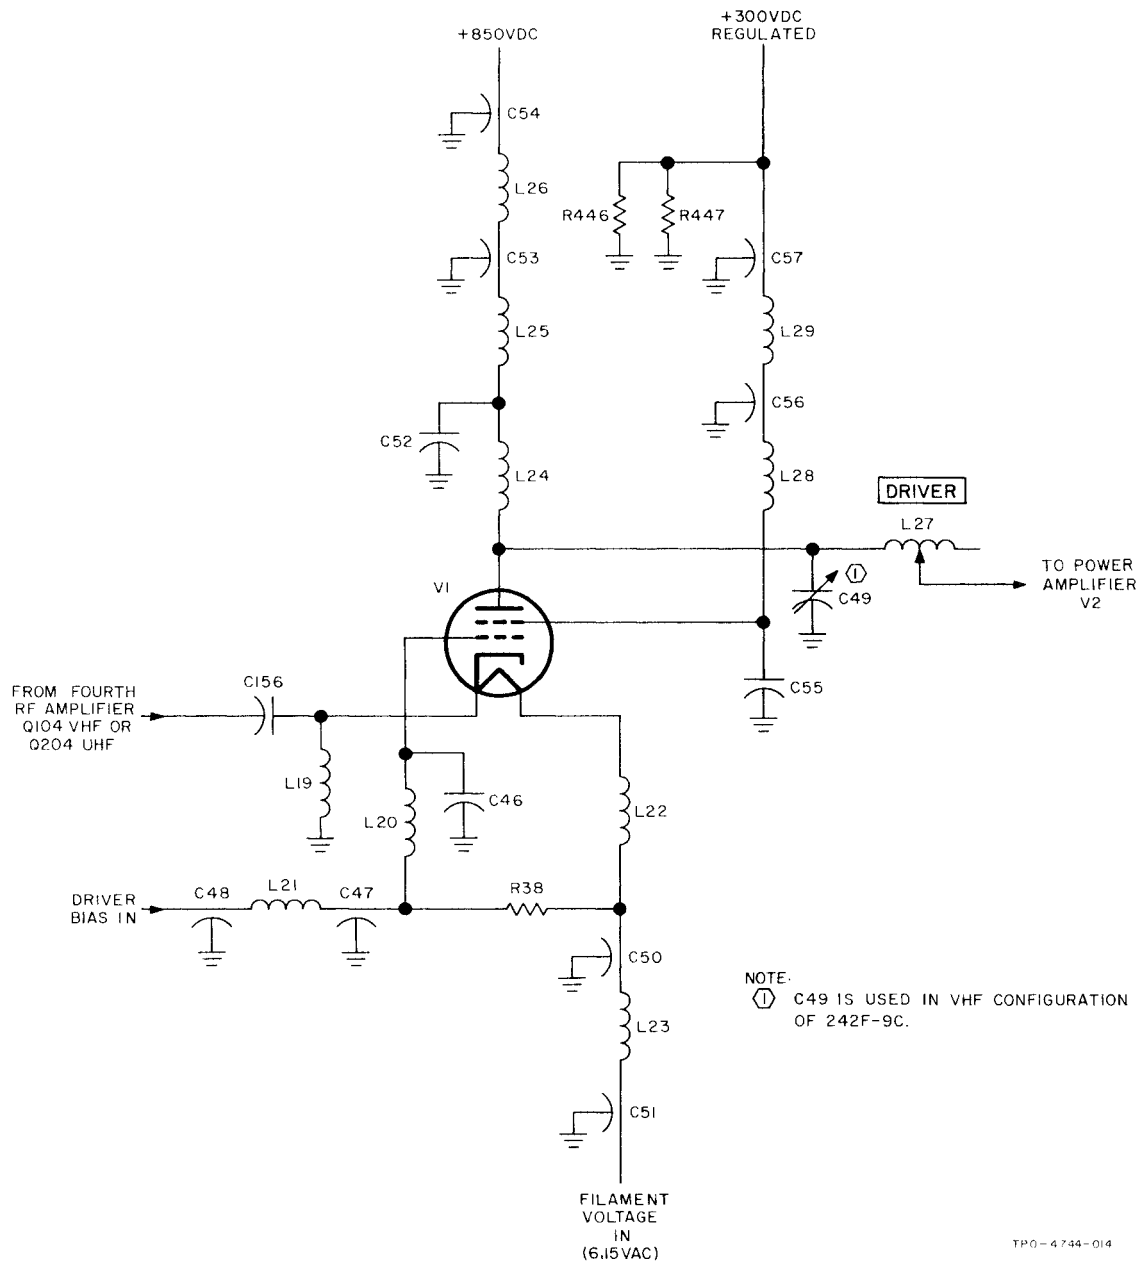 +850VDC
+300VDC
REGULATED
C54
L26
R446
R447
C53
C57
L25
L29
C56
C52
L24
L28
DRIVER
L27
V1
1
C49
TO POWER
AMPLIFIER
V2
C55
FROM FOURTH
RF AMPLIFIER
Q104 VHF OR
Q204 UHF
C156
L19
L20
C46
L22
DRIVER
BIAS IN
C48
L21
C47
R38
C50
NOTE:
1 C49 IS USED IN VHF CONFIGURATION
OF 242F-9C.
L23
C51
FILAMENT
VOLTAGE
IN
(6.15VAC)
TPO-4744-014